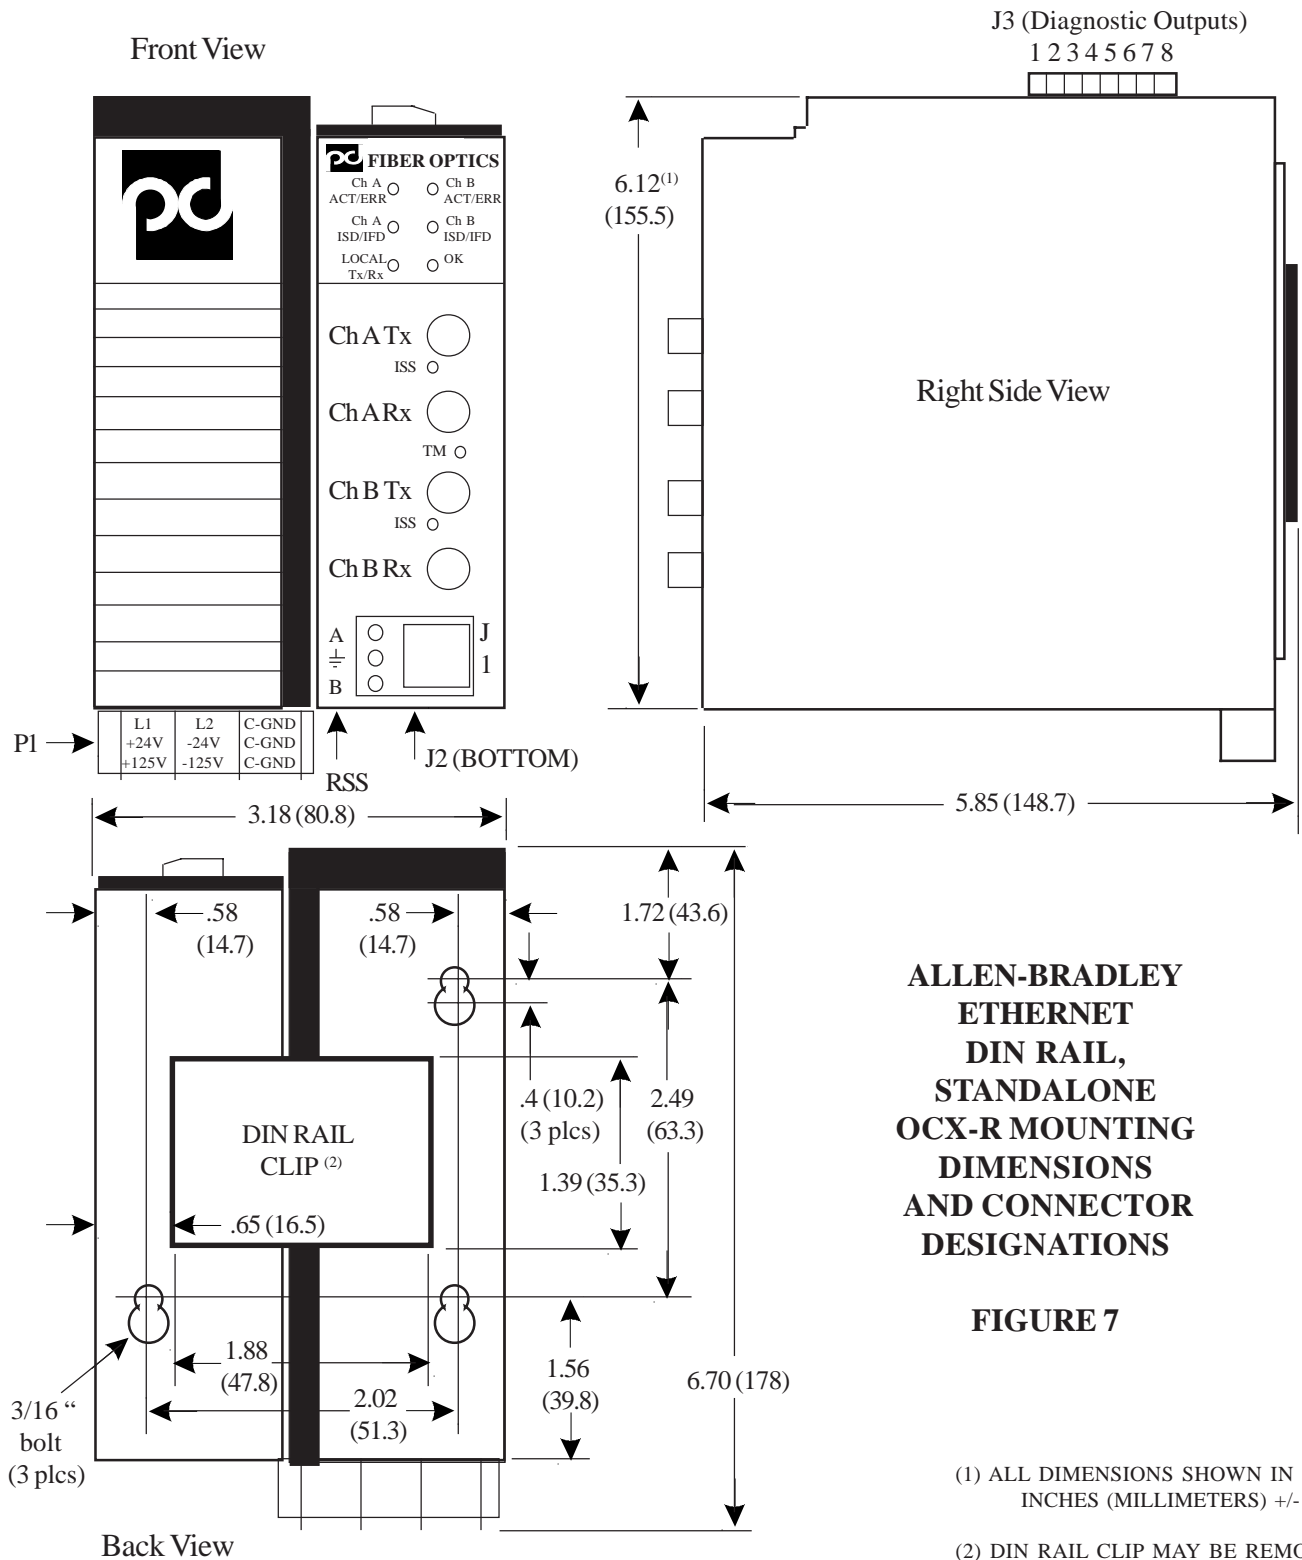 J3 (Diagnostic Outputs)
1 2 3 4 5 6 7 8
Front View
pd
pd FIBER OPTICS
Ch A
ACT/ERR
Ch B
ACT/ERR
Ch A
ISD/IFD
Ch B
ISD/IFD
LOCAL
Tx/Rx
OK
Ch A Tx
ISS
Ch A Rx
TM
Ch B Tx
ISS
Ch B Rx
A
B
J
1
6.12(1)
(155.5)
Right Side View
P1
L1 L2 C-GND
+24V -24V C-GND
+125V -125V C-GND
RSS
J2 (BOTTOM)
3.18 (80.8)
5.85 (148.7)
.58
(14.7)
.58
(14.7)
1.72 (43.6)
.4 (10.2)
(3 plcs)
2.49
(63.3)
DIN RAIL
CLIP (2)
1.39 (35.3)
.65 (16.5)
1.88
(47.8)
2.02
(51.3)
1.56
(39.8)
6.70 (178)
3/16 “
bolt
(3 plcs)
Back View
ALLEN-BRADLEY
ETHERNET
DIN RAIL,
STANDALONE
OCX-R MOUNTING
DIMENSIONS
AND CONNECTOR
DESIGNATIONS
FIGURE 7
(1) ALL DIMENSIONS SHOWN IN
INCHES (MILLIMETERS) +/-
(2) DIN RAIL CLIP MAY BE